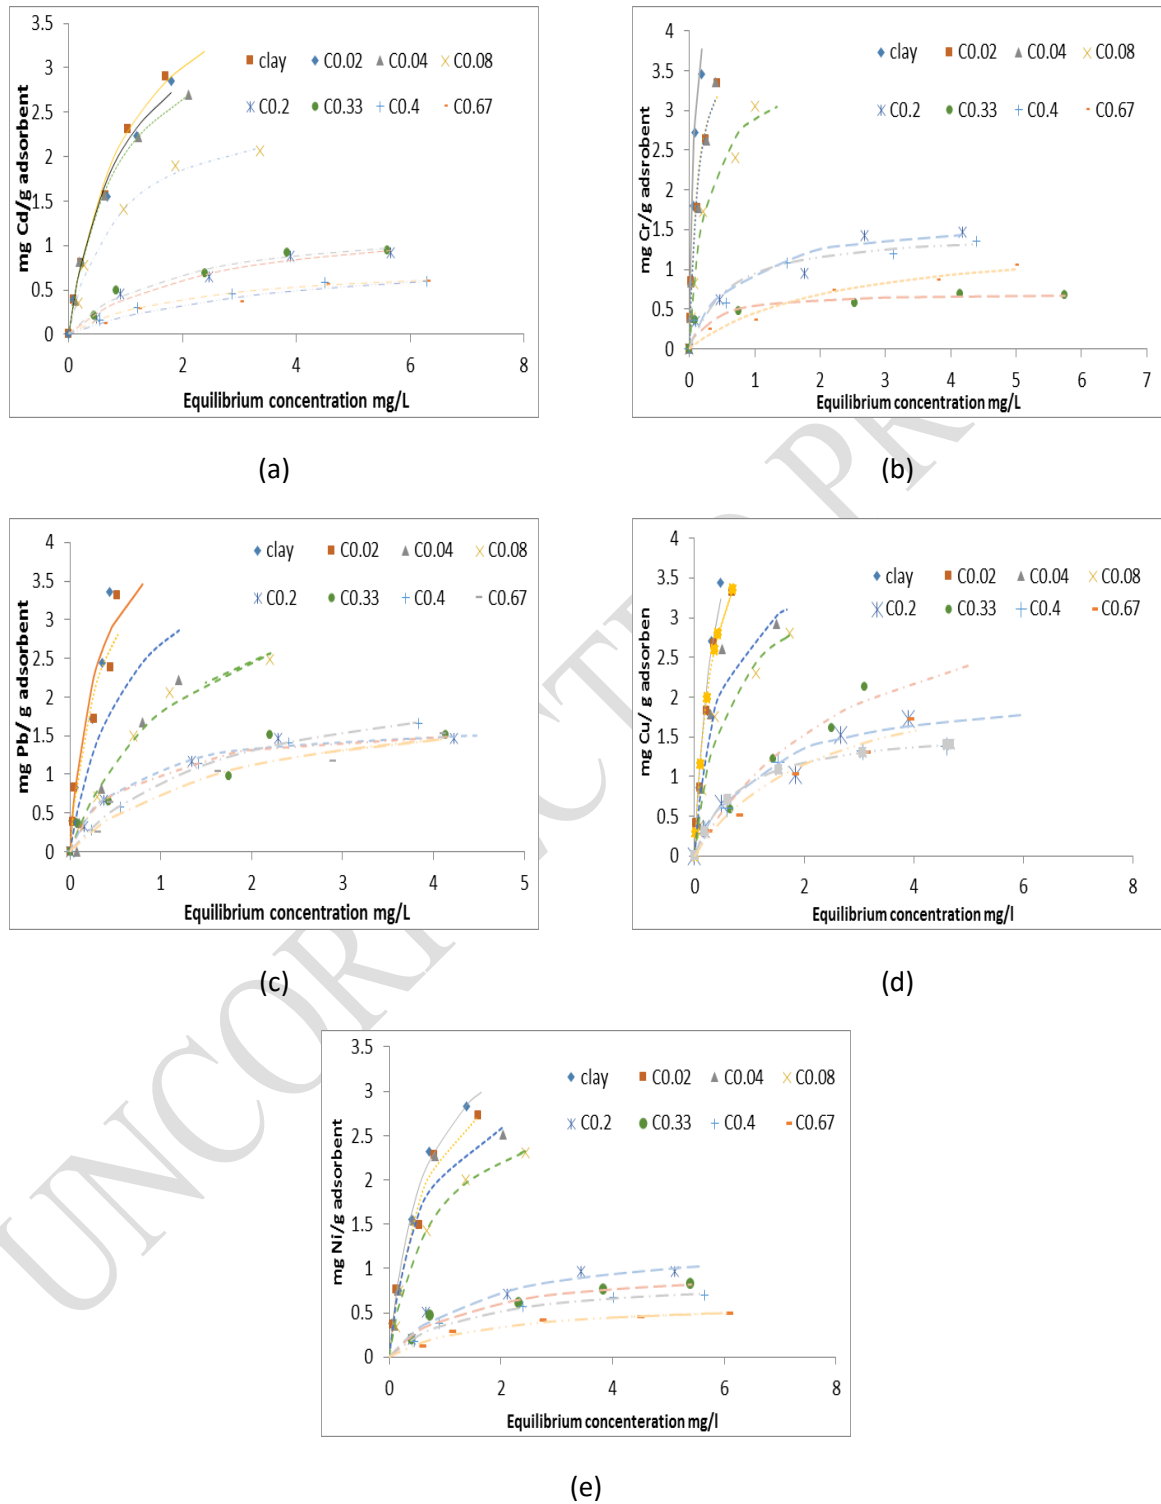 3.5
3
2.5
2
1.5
1
0.5
0
mg Cd/g adsorbent
clay C0.02 C0.04 C0.08
C0.2 C0.33 C0.4 C0.67
0 2 4 6 8
Equilibrium concentration mg/L
(a)
4
3.5
3
2.5
2
1.5
1
0.5
0
mg Cr/g adsrobent
clay C0.02 C0.04 C0.08
C0.2 C0.33 C0.4 C0.67
0 1 2 3 4 5 6 7
Equilibrium concentration mg/L
(b)
4
3.5
3
2.5
2
1.5
1
0.5
0
mg Pb/ g adsorbent
clay C0.02 C0.04 C0.08
C0.2 C0.33 C0.4 C0.67
0 1 2 3 4 5
Equilibrium concentration mg/L
(c)
4
3.5
3
2.5
2
1.5
1
0.5
0
mg Cu/ g adsorben
clay C0.02 C0.04 C0.08
C0.2 C0.33 C0.4 C0.67
0 2 4 6 8
Equilibrium concentration mg/l
(d)
3.5
3
2.5
2
1.5
1
0.5
0
mg Ni/g adsorbent
clay C0.02 C0.04 C0.08
C0.2 C0.33 C0.4 C0.67
0 2 4 6 8
Equilibrium concenteration mg/l
(e)